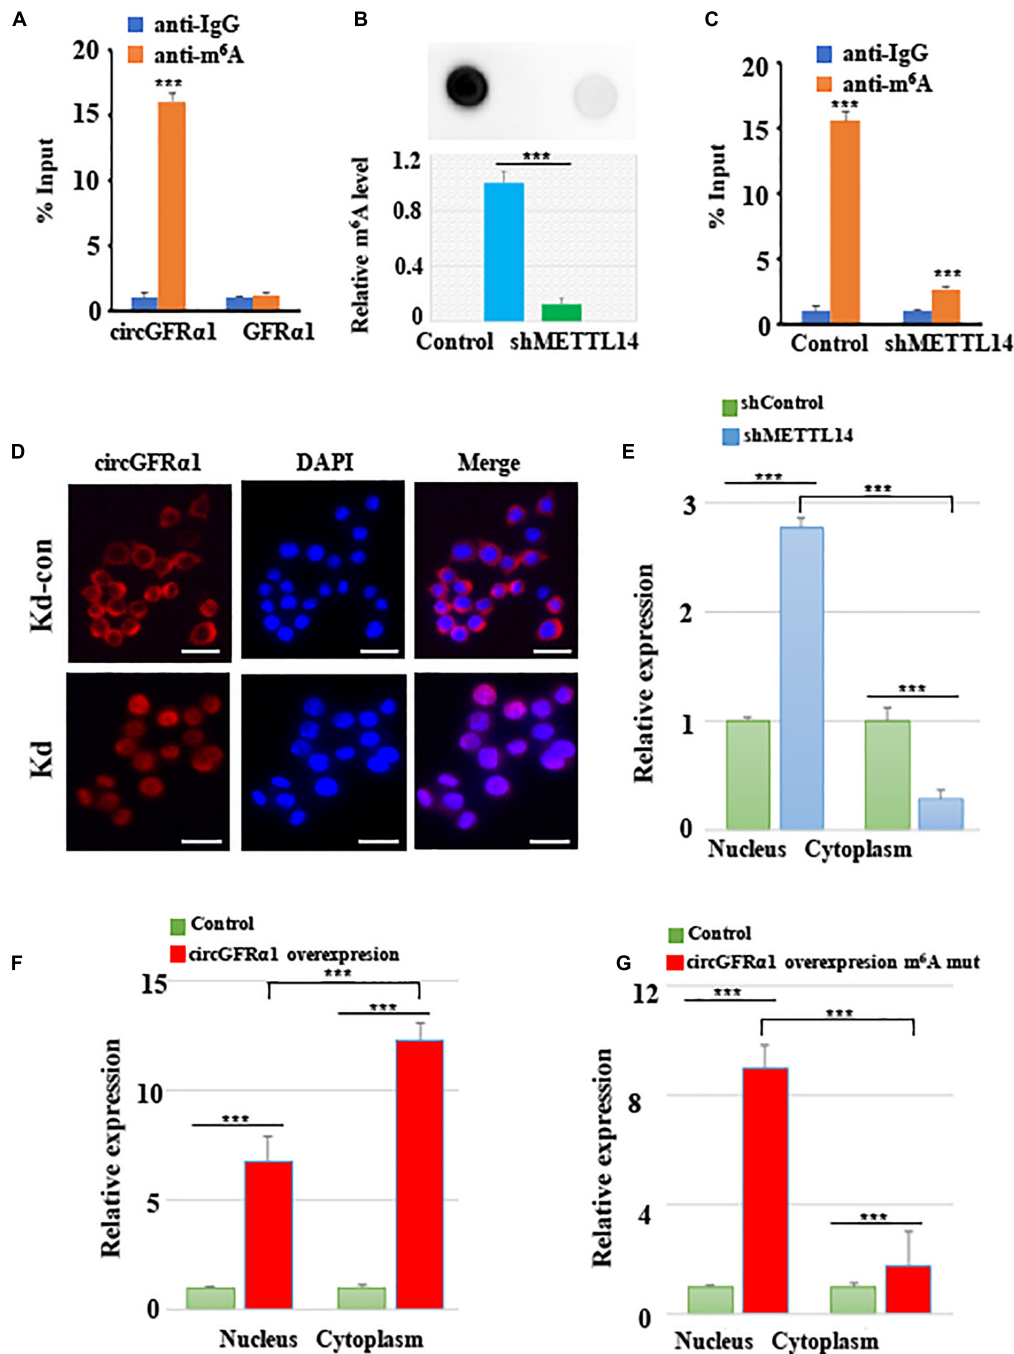 A
anti-IgG
anti-m⁶A
20
15
10
5
0
% Input
***
circGFRα1 GFRα1
B
1.2
0.8
0.4
0
Relative m⁶A level
***
Control shMETTL14
C
anti-IgG
anti-m⁶A
20
15
10
5
0
% Input
***
***
Control shMETTL14
D
circGFRα1 DAPI Merge
Kd-con
Kd
E
shControl
shMETTL14
***
***
***
3
2
1
0
Relative expression
Nucleus Cytoplasm
F
Control
circGFRα1 overexpresion
***
***
***
15
10
5
0
Relative expression
Nucleus Cytoplasm
G
Control
circGFRα1 overexpresion m⁶A mut
***
***
***
12
8
4
0
Relative expression
Nucleus Cytoplasm